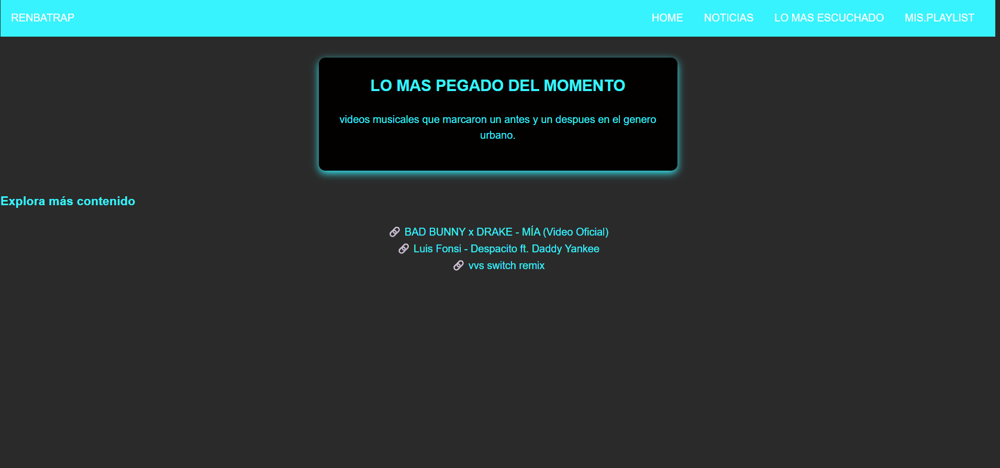 RENBATRAP HOME NOTICIAS LO MAS ESCUCHADO MIS.PLAYLIST
LO MAS PEGADO DEL MOMENTO
videos musicales que marcaron un antes y un despues en el genero
urbano.
Explora más contenido
🔗 BAD BUNNY x DRAKE - MÍA (Video Oficial)
🔗 Luis Fonsi - Despacito ft. Daddy Yankee
🔗 vvs switch remix